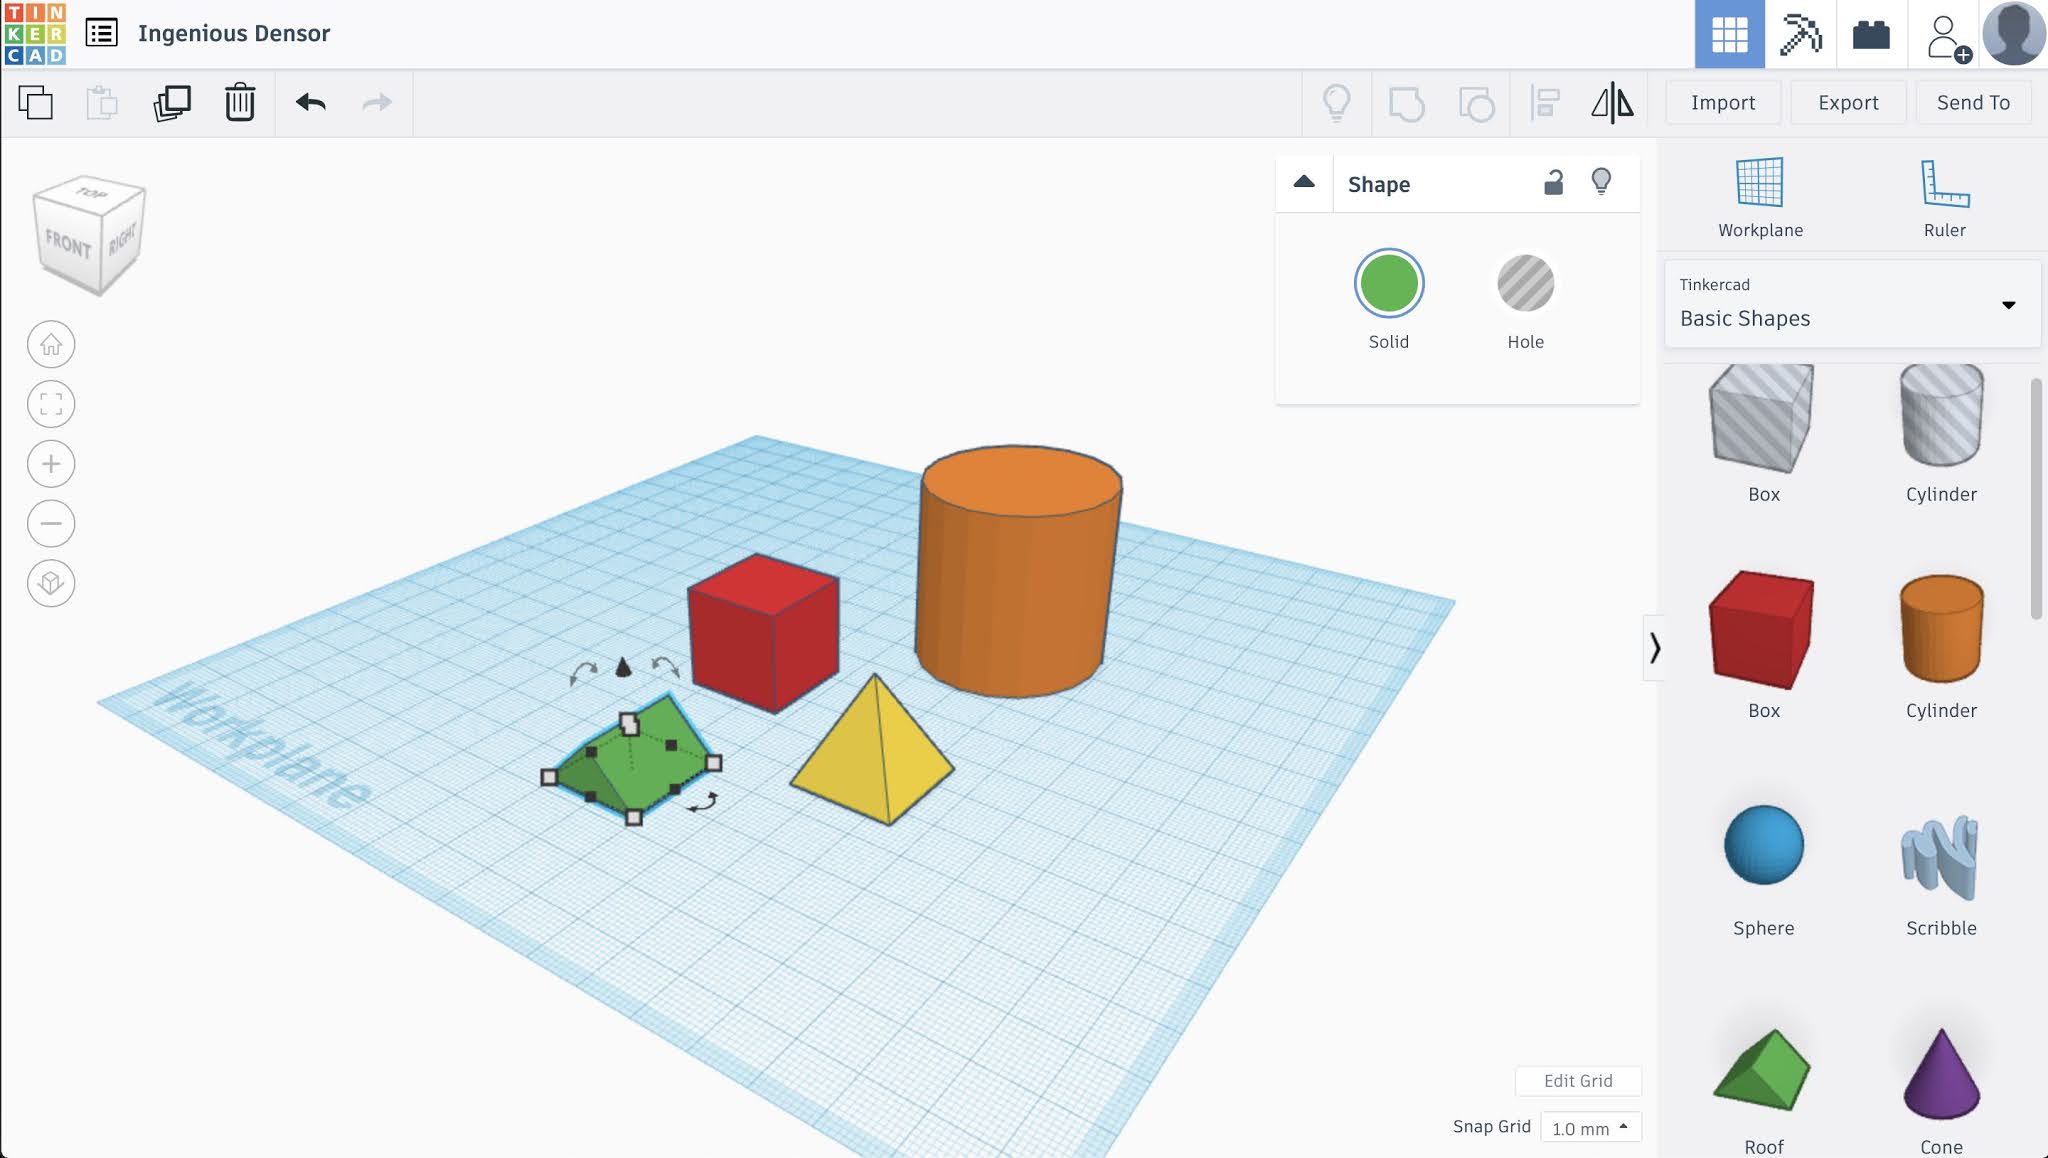 TIN
KER
CAD
Ingenious Densor
Import
Export
Send To
TOP
FRONT
RIGHT
Shape
Solid
Hole
Workplane
Ruler
Tinkercad
Basic Shapes
Box
Cylinder
Box
Cylinder
Sphere
Scribble
Roof
Cone
Workplane
Edit Grid
Snap Grid
1.0 mm